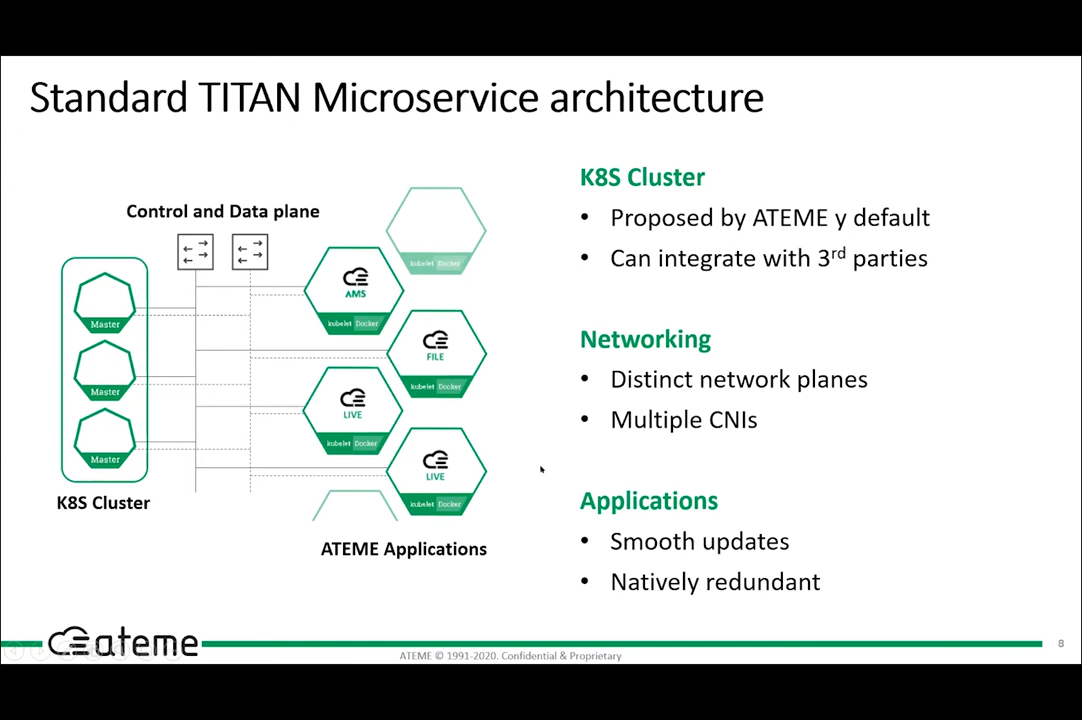 Standard TITAN Microservice architecture
Control and Data plane
Master
Master
Master
K8S Cluster
kubelet Docker
AMS
kubelet Docker
FILE
kubelet Docker
LIVE
kubelet Docker
LIVE
kubelet Docker
ATEME Applications
K8S Cluster
• Proposed by ATEME y default
• Can integrate with 3rd parties
Networking
• Distinct network planes
• Multiple CNIs
Applications
• Smooth updates
• Natively redundant
ateme
ATEME © 1991-2020. Confidential & Proprietary
8